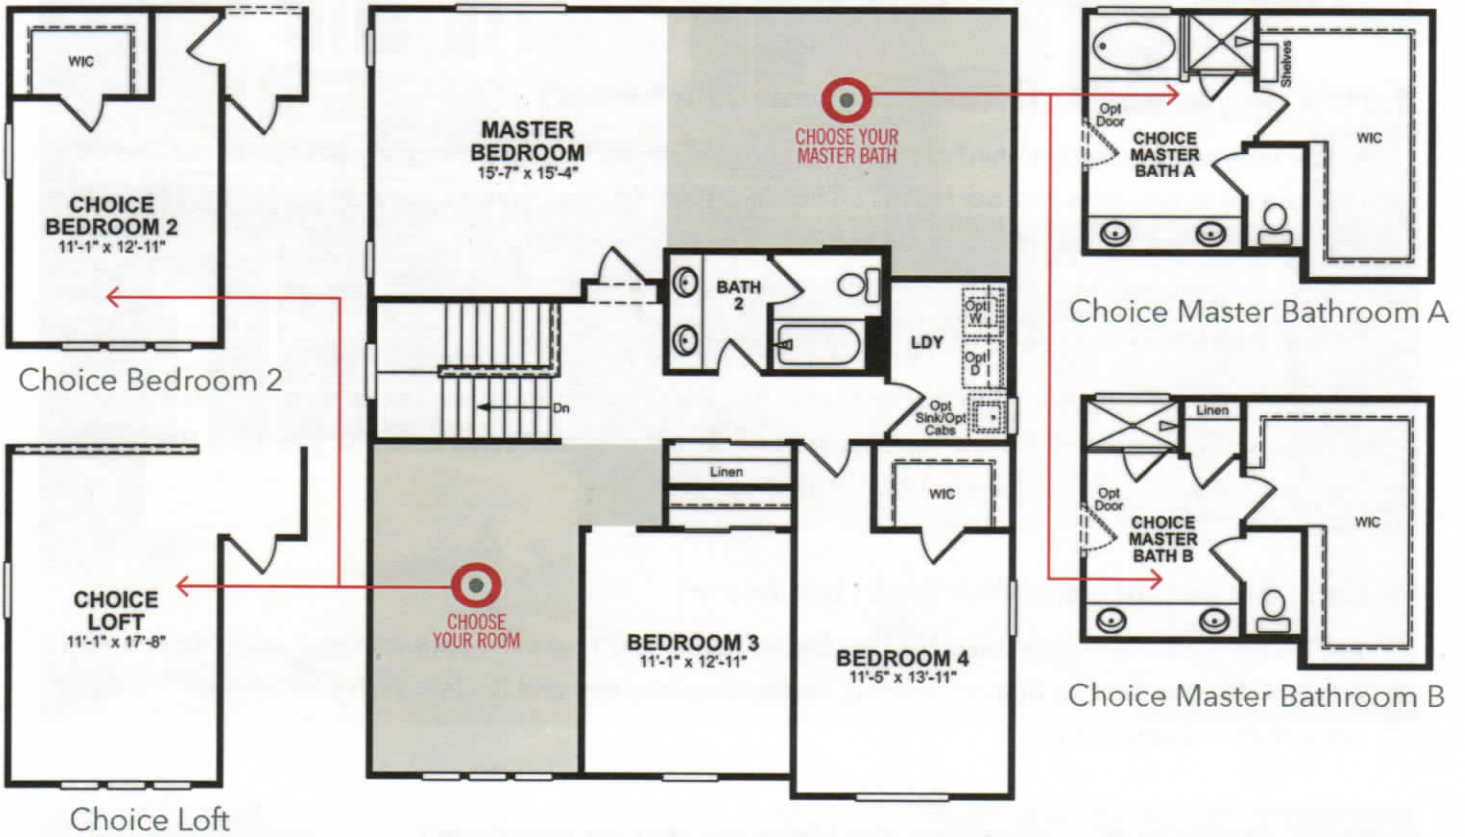 WIC
CHOICE
BEDROOM 2
11'-1" x 12'-11"
Choice Bedroom 2
CHOICE
LOFT
11'-1" x 17'-8"
Choice Loft
MASTER
BEDROOM
15'-7" x 15'-4"
CHOOSE YOUR
MASTER BATH
BATH
2
LDY
Opt
W
Opt
D
Opt
Sink/Opt
Cabs
Dn
Linen
WIC
CHOOSE
YOUR ROOM
BEDROOM 3
11'-1" x 12'-11"
BEDROOM 4
11'-5" x 13'-11"
Shelves
Opt
Door
CHOICE
MASTER
BATH A
WIC
Choice Master Bathroom A
Linen
Opt
Door
CHOICE
MASTER
BATH B
WIC
Choice Master Bathroom B